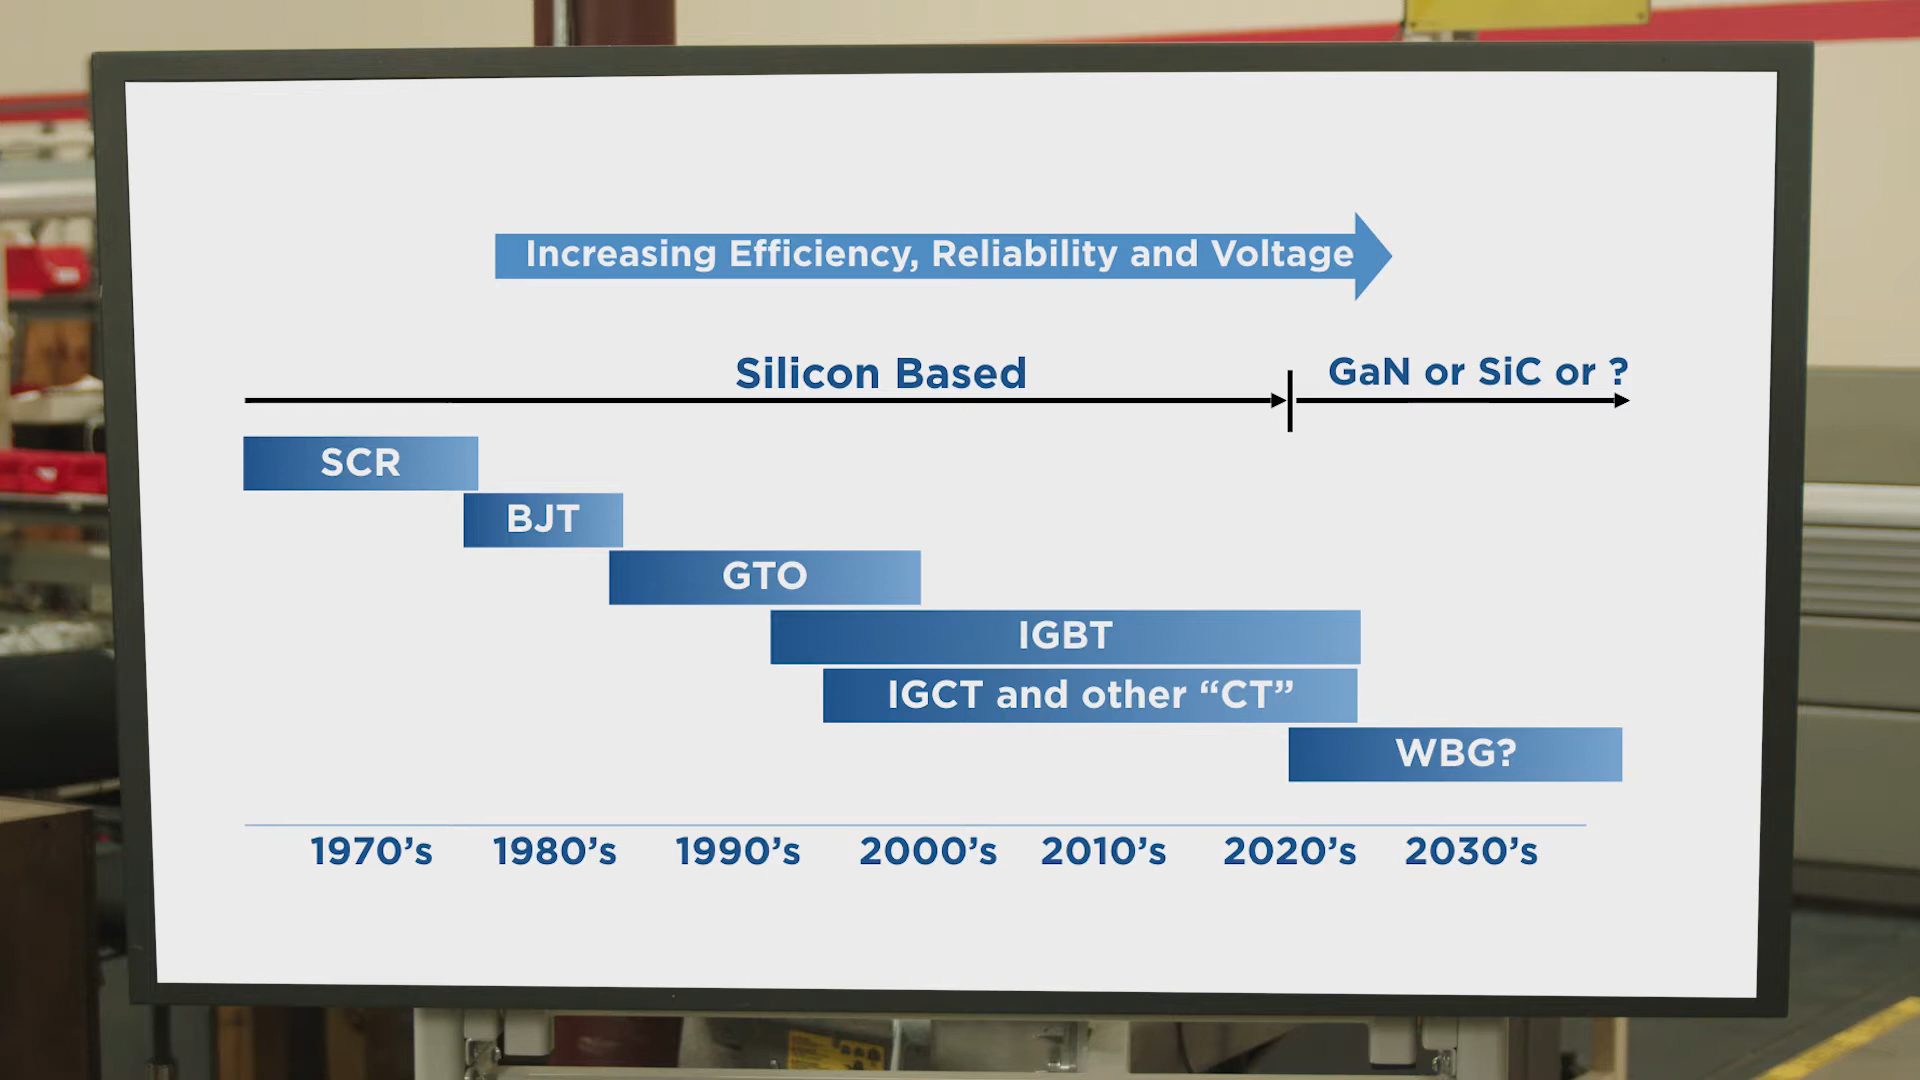 Increasing Efficiency, Reliability and Voltage
Silicon Based
GaN or SiC or ?
SCR
BJT
GTO
IGBT
IGCT and other “CT”
WBG?
1970’s 1980’s 1990’s 2000’s 2010’s 2020’s 2030’s